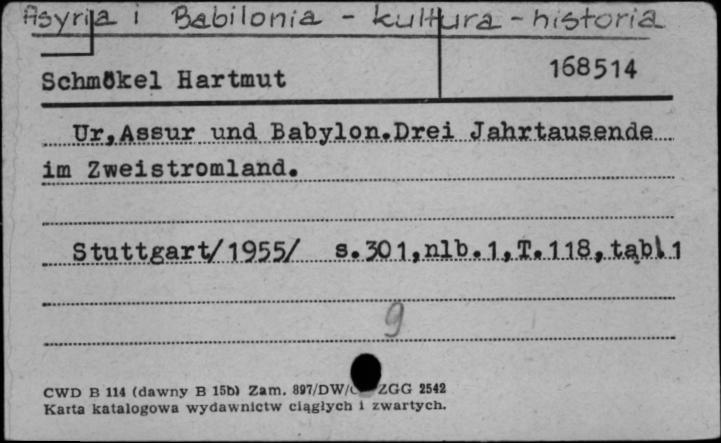 Asyria i Babilonia - kultura - historia
Schmökel Hartmut 168514
Ur,Assur und Babylon.Drei Jahrtausende
im Zweistromland.
Stuttgart/1955/ s.301,nlb.1,T.118,tabl.1
9
CWD B 114 (dawny B 15b) Zam. 897/DW/ ZGG 2542
Karta katalogowa wydawnictw ciągłych i zwartych.